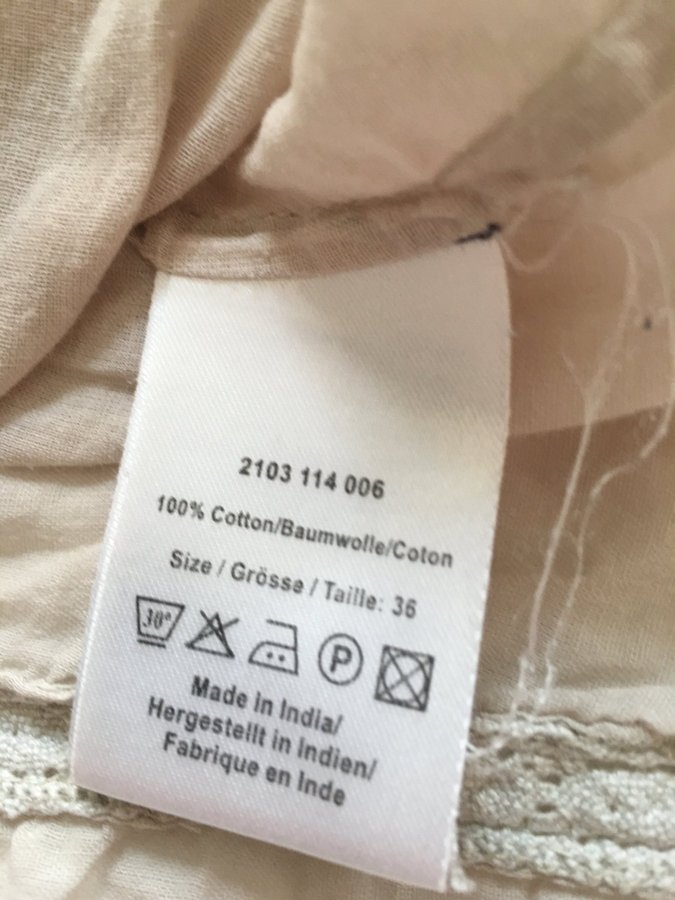 2103 114 006
100% Cotton/Baumwolle/Coton
Size / Grösse / Taille: 36
30°
P
Made in India/
Hergestellt in Indien/
Fabrique en Inde